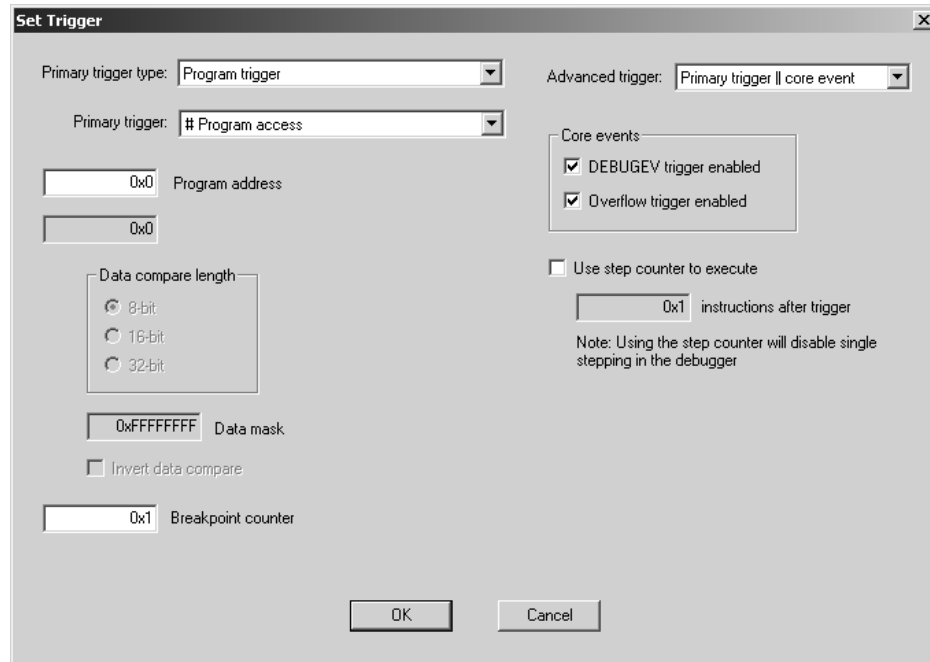 Set Trigger
Primary trigger type: Program trigger
Primary trigger: # Program access
0x0 Program address
0x0
Data compare length
8-bit
16-bit
32-bit
0xFFFFFFFF Data mask
Invert data compare
0x1 Breakpoint counter
Advanced trigger: Primary trigger || core event
Core events
DEBUGEV trigger enabled
Overflow trigger enabled
Use step counter to execute
0x1 instructions after trigger
Note: Using the step counter will disable single
stepping in the debugger
OK
Cancel